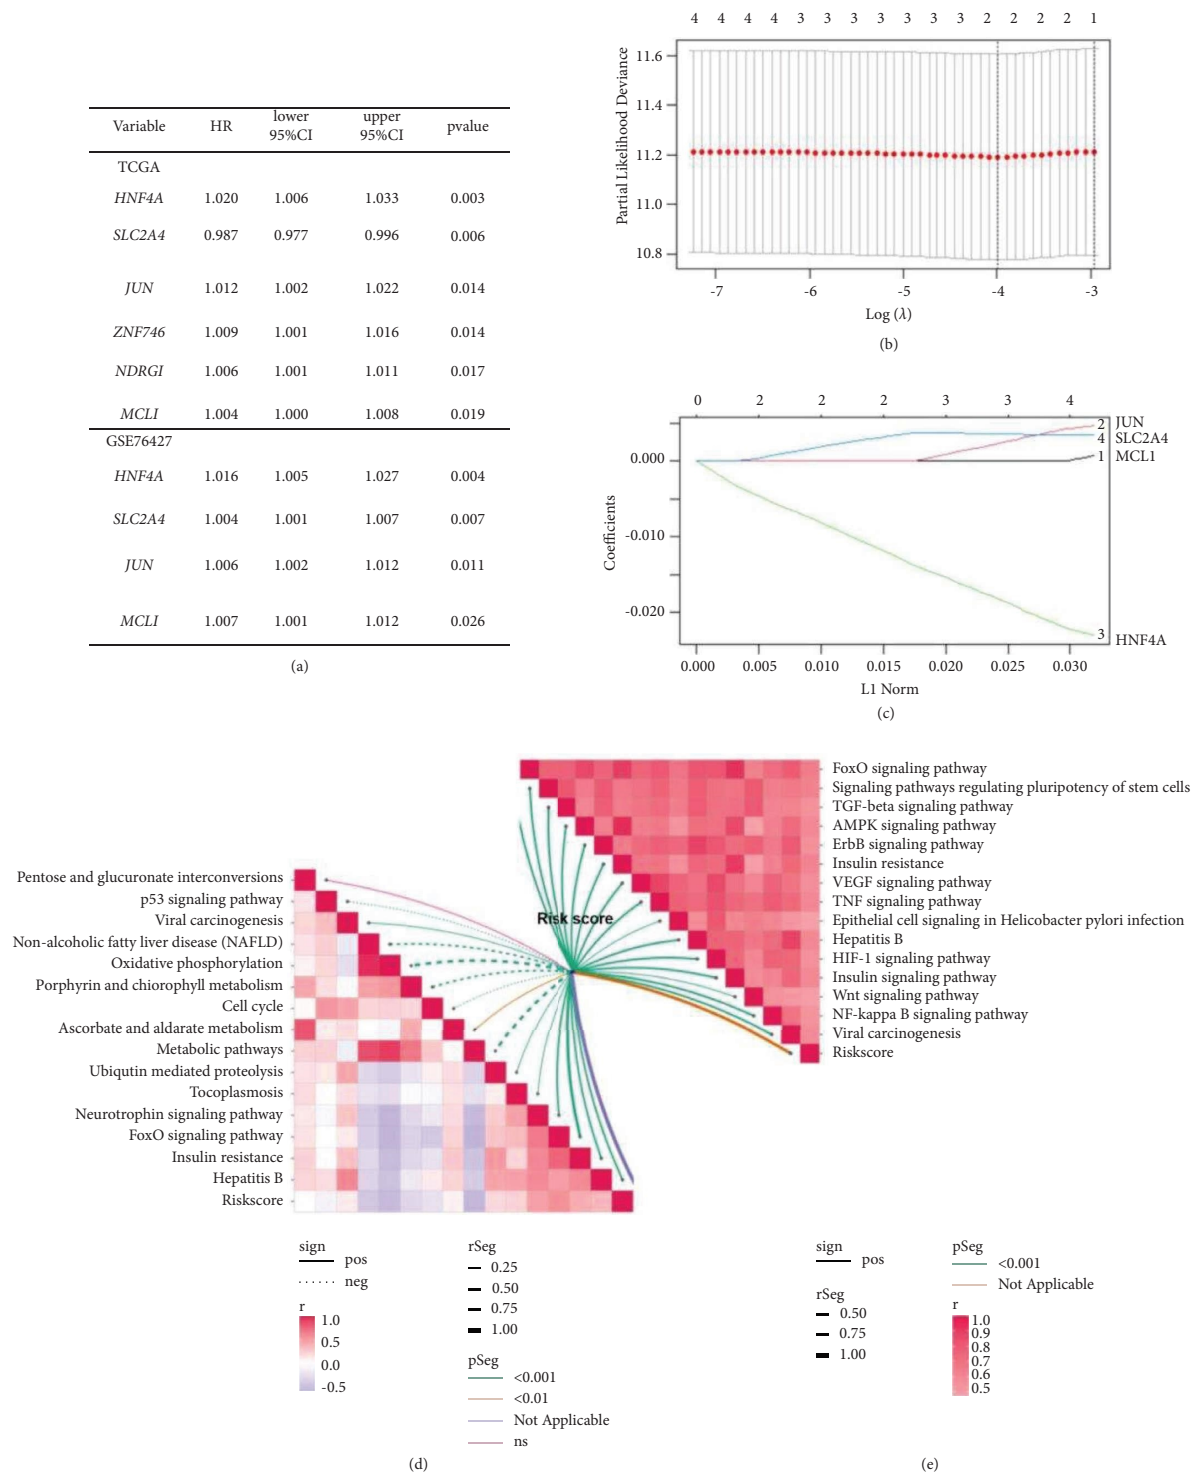 Variable HR lower 95%CI upper 95%CI pvalue
TCGA
HNF4A 1.020 1.006 1.033 0.003
SLC2A4 0.987 0.977 0.996 0.006
JUN 1.012 1.002 1.022 0.014
ZNF746 1.009 1.001 1.016 0.014
NDRGI 1.006 1.001 1.011 0.017
MCLI 1.004 1.000 1.008 0.019
GSE76427
HNF4A 1.016 1.005 1.027 0.004
SLC2A4 1.004 1.001 1.007 0.007
JUN 1.006 1.002 1.012 0.011
MCLI 1.007 1.001 1.012 0.026
(a)
4 4 4 4 3 3 3 3 3 3 3 2 2 2 2 1
Partial Likelihood Deviance
11.6
11.4
11.2
11.0
10.8
-7 -6 -5 -4 -3
Log (λ)
(b)
0 2 2 2 3 3 4
Coefficients
0.000
-0.010
-0.020
2 JUN
4 SLC2A4
1 MCL1
3 HNF4A
0.000 0.005 0.010 0.015 0.020 0.025 0.030
L1 Norm
(c)
Pentose and glucuronate interconversions
p53 signaling pathway
Viral carcinogenesis
Non-alcoholic fatty liver disease (NAFLD)
Oxidative phosphorylation
Porphyrin and chiorophyll metabolism
Cell cycle
Ascorbate and aldarate metabolism
Metabolic pathways
Ubiqutin mediated proteolysis
Tocoplasmosis
Neurotrophin signaling pathway
FoxO signaling pathway
Insulin resistance
Hepatitis B
Riskscore
Risk score
FoxO signaling pathway
Signaling pathways regulating pluripotency of stem cells
TGF-beta signaling pathway
AMPK signaling pathway
ErbB signaling pathway
Insulin resistance
VEGF signaling pathway
TNF signaling pathway
Epithelial cell signaling in Helicobacter pylori infection
Hepatitis B
HIF-1 signaling pathway
Insulin signaling pathway
Wnt signaling pathway
NF-kappa B signaling pathway
Viral carcinogenesis
Riskscore
sign
pos
neg
r
1.0
0.5
0.0
-0.5
rSeg
0.25
0.50
0.75
1.00
pSeg
<0.001
<0.01
Not Applicable
ns
(d)
sign
pos
rSeg
0.50
0.75
1.00
pSeg
<0.001
Not Applicable
r
1.0
0.9
0.8
0.7
0.6
0.5
(e)